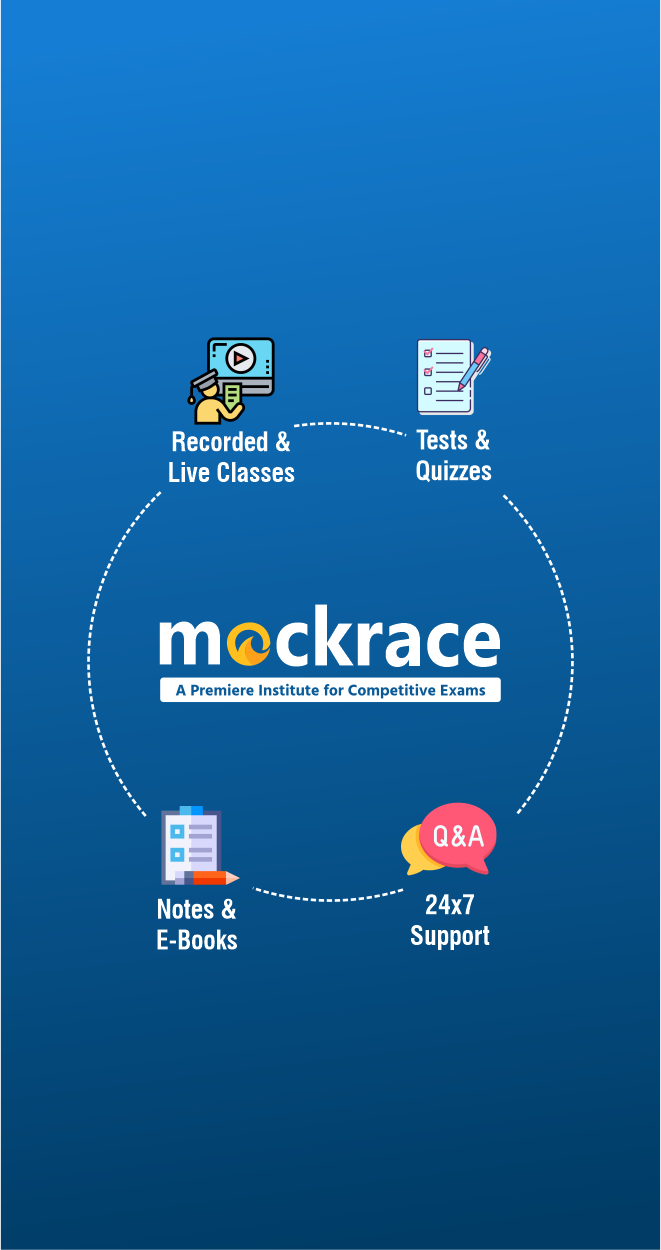 Recorded &
Live Classes
Tests &
Quizzes
mockrace
A Premiere Institute for Competitive Exams
Q&A
Notes &
E-Books
24x7
Support